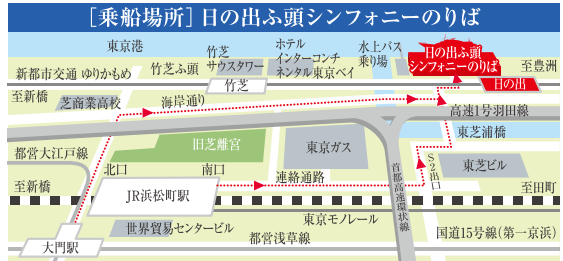 [乗船場所] 日の出ふ頭シンフォニーのりば
東京港
竹芝
サウスタワー
ホテル
インターコンチ
ネンタル東京ベイ
水上バス
乗り場
日の出ふ頭
シンフォニーのりば
至豊洲
新都市交通 ゆりかもめ
竹芝ふ頭
竹芝
日の出
至新橋
芝商業高校
海岸通り
高速1号羽田線
旧芝離宮
東京ガス
東芝浦橋
都営大江戸線
北口
南口
連絡通路
S2出口
東芝ビル
至新橋
JR浜松町駅
首都高速環状線
至田町
世界貿易センタービル
東京モノレール
大門駅
都営浅草線
国道15号線(第一京浜)